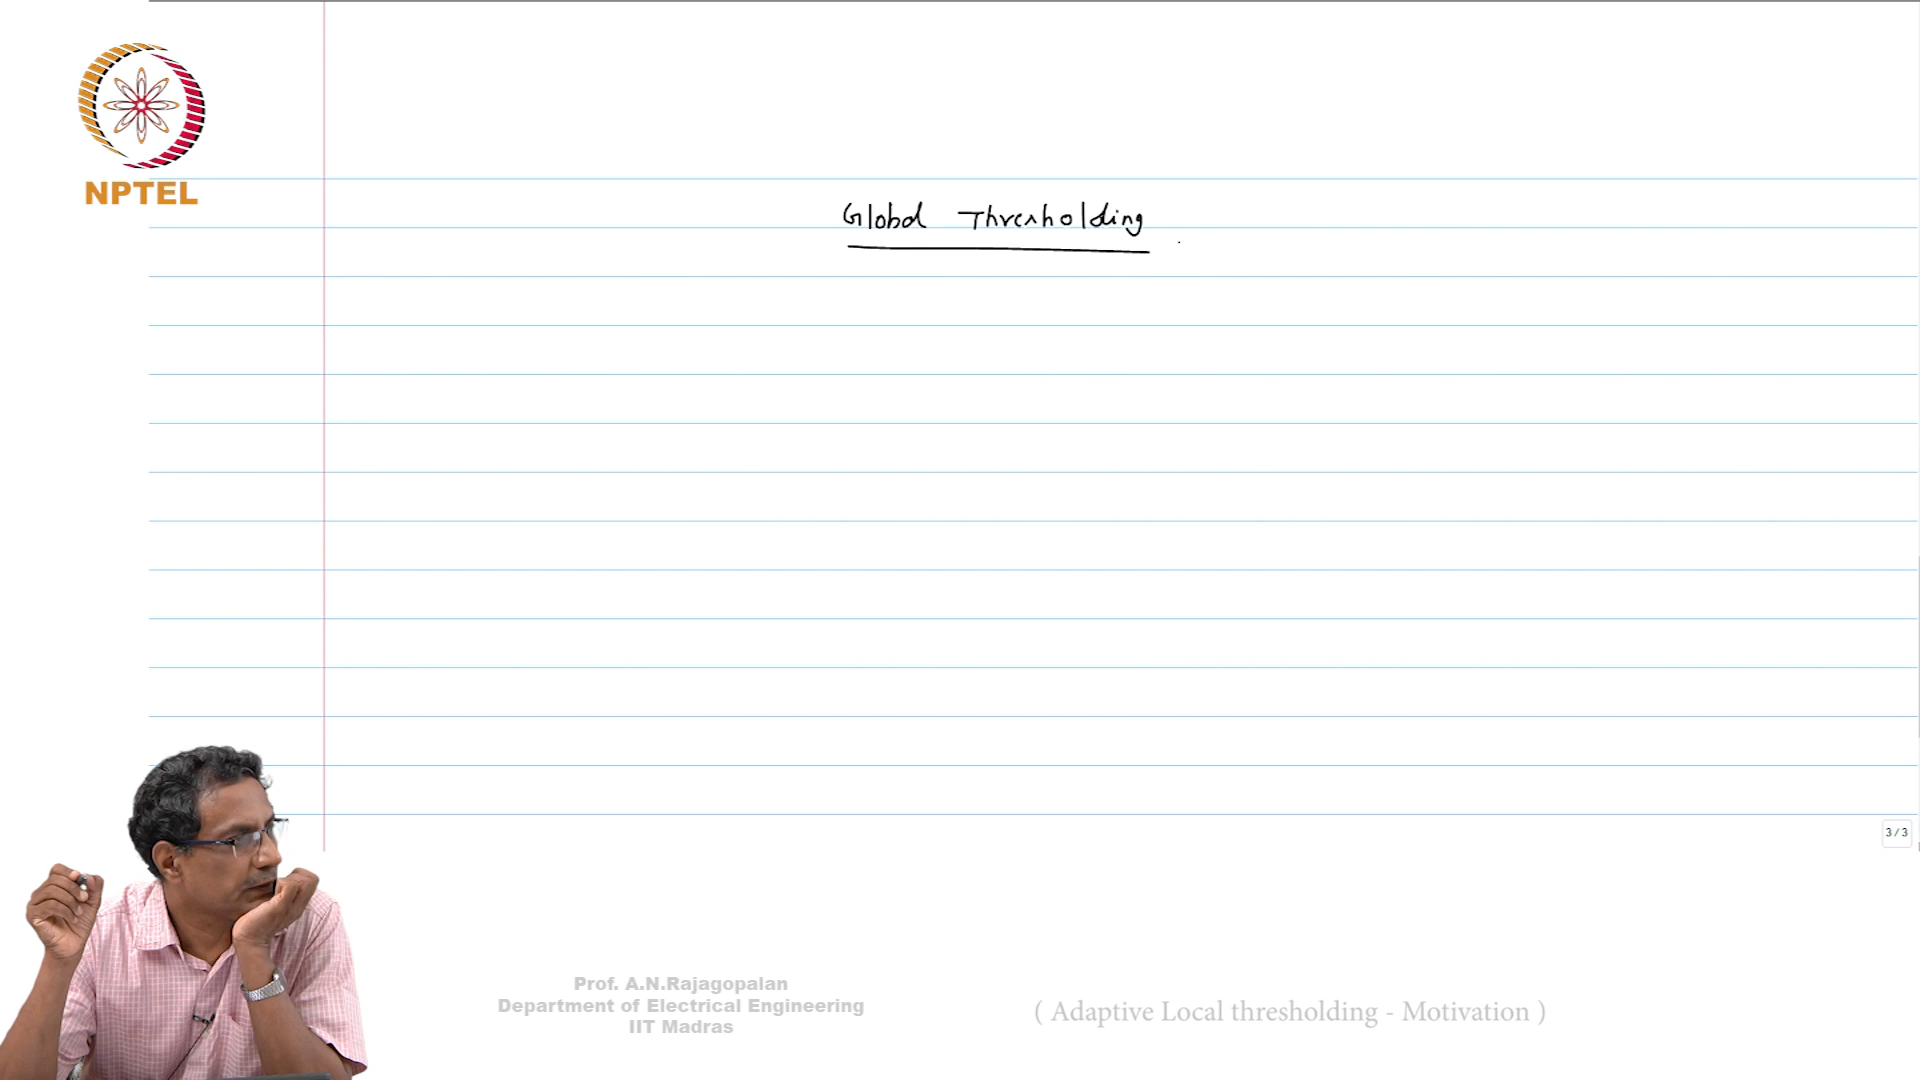 NPTEL
Global Thresholding
3/3
Prof. A.N.Rajagopalan
Department of Electrical Engineering
IIT Madras
( Adaptive Local thresholding - Motivation )